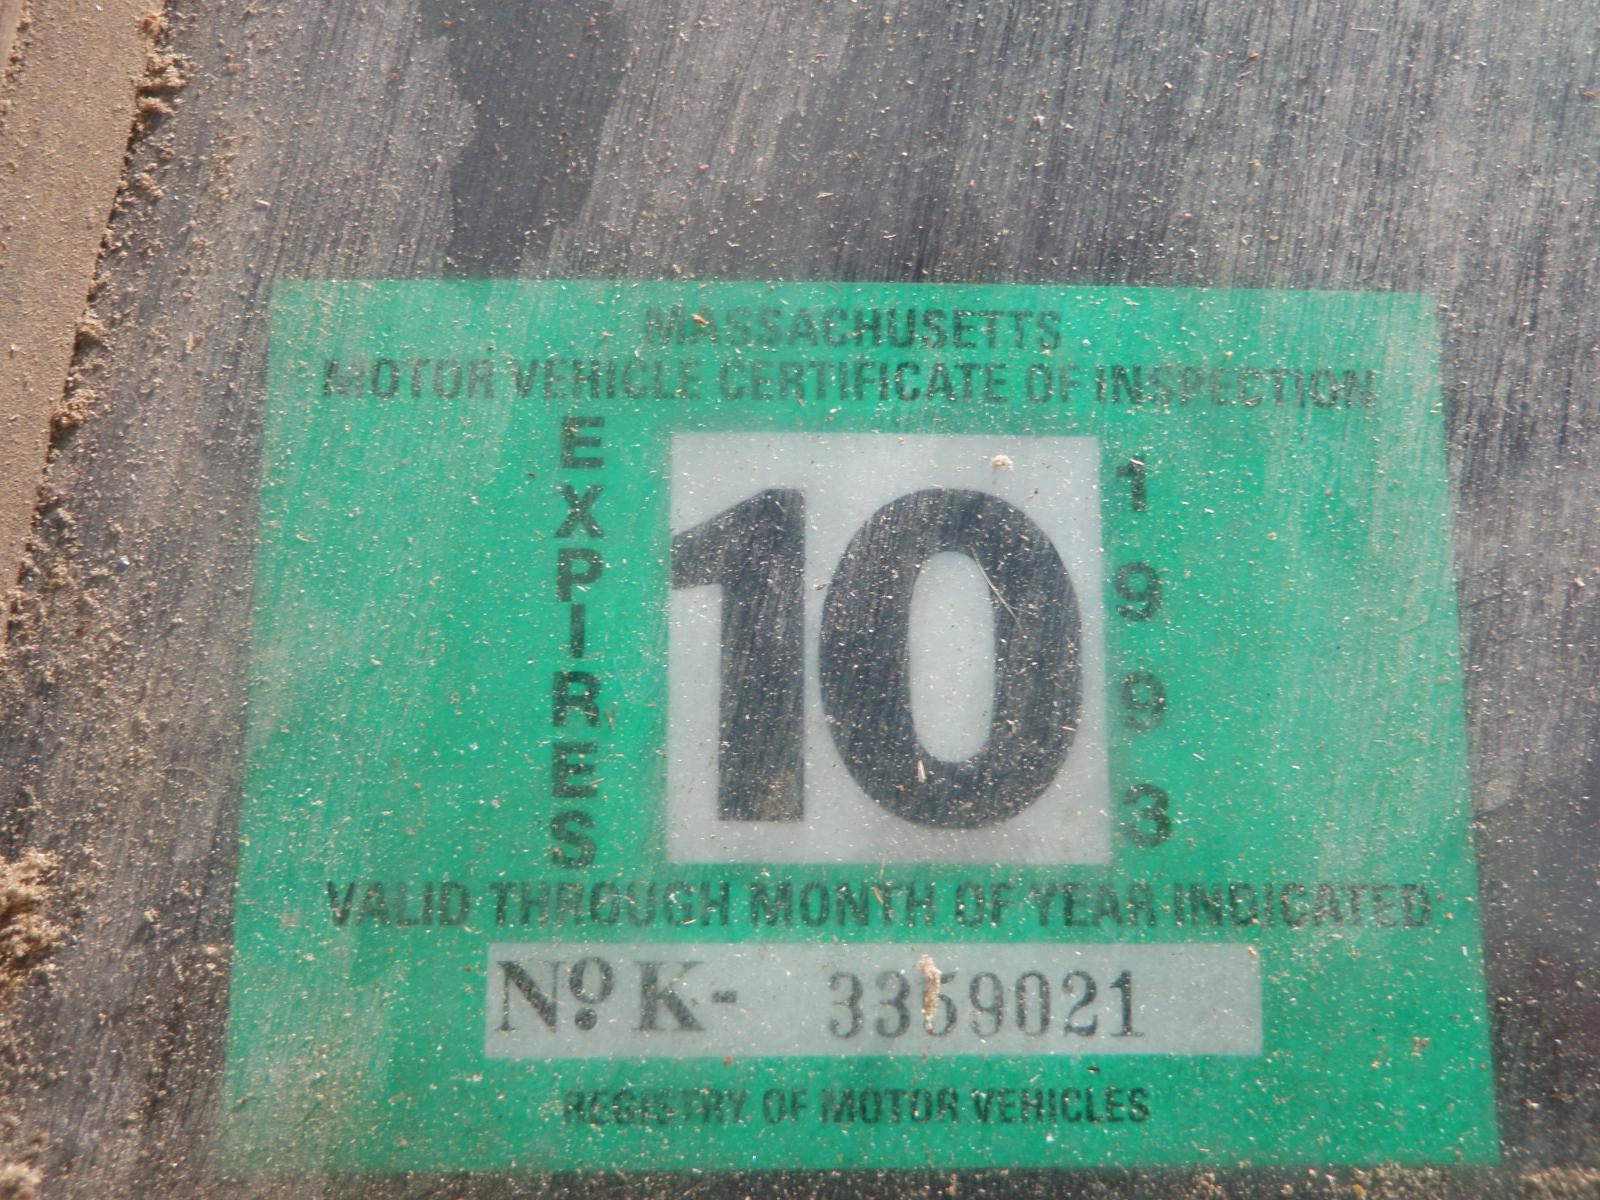 MASSACHUSETTS
MOTOR VEHICLE CERTIFICATE OF INSPECTION
EXPIRES
10
1993
VALID THROUGH MONTH OF YEAR INDICATED
No. K- 3359021
REGISTRY OF MOTOR VEHICLES